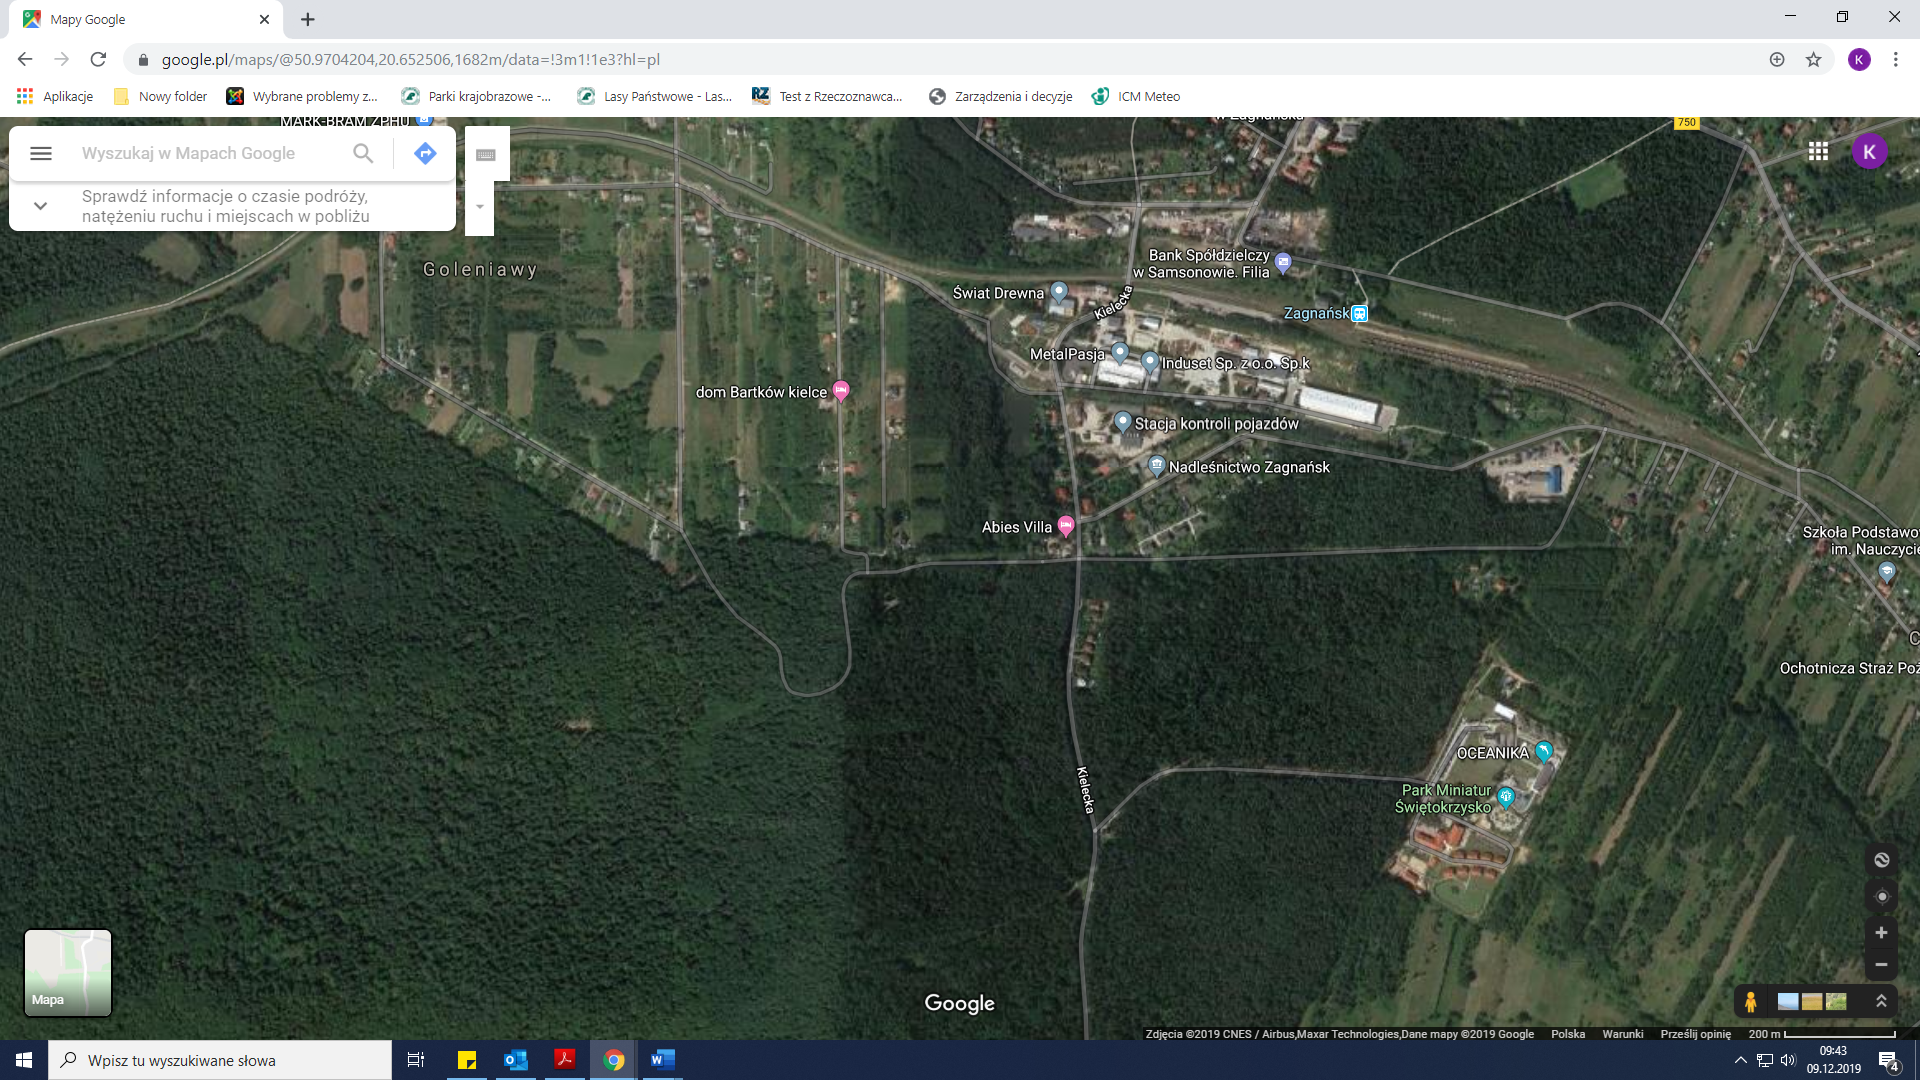 Mapy Google
google.pl/maps/@50.9704204,20.652506,1682m/data=!3m1!1e3?hl=pl
K
Aplikacje
Nowy folder
Wybrane problemy z...
Parki krajobrazowe -...
Lasy Państwowe - Las...
Test z Rzeczoznawca...
Zarządzenia i decyzje
ICM Meteo
MARK-BRAM ZPHU
w Zagnańsku
750
Wyszukaj w Mapach Google
K
Sprawdź informacje o czasie podróży,
natężeniu ruchu i miejscach w pobliżu
Goleniawy
Bank Spółdzielczy
w Samsonowie. Filia
Świat Drewna
Kielecka
Zagnańsk
MetalPasja
Induset Sp. z o.o. Sp.k
dom Bartków kielce
Stacja kontroli pojazdów
Nadleśnictwo Zagnańsk
Abies Villa
Szkoła Podstawo
im. Nauczycie
Ochotnicza Straż Poż
OCEANIKA
Kielecka
Park Miniatur
Świętokrzysko
Mapa
Google
Zdjęcia ©2019 CNES / Airbus,Maxar Technologies,Dane mapy ©2019 Google
Polska
Warunki
Prześlij opinię
200 m
Wpisz tu wyszukiwane słowa
09:43
09.12.2019
4